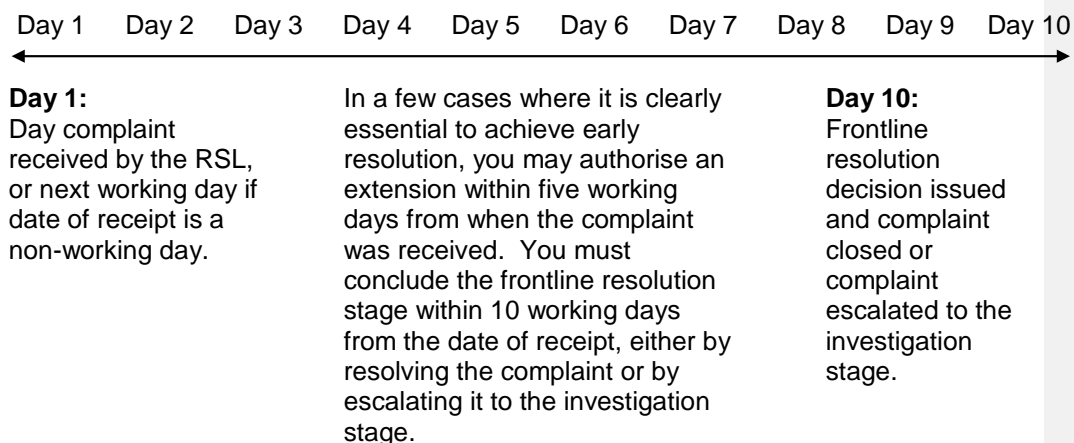 Day 1 Day 2 Day 3 Day 4 Day 5 Day 6 Day 7 Day 8 Day 9 Day 10
Day 1:
Day complaint
received by the RSL,
or next working day if
date of receipt is a
non-working day.
In a few cases where it is clearly
essential to achieve early
resolution, you may authorise an
extension within five working
days from when the complaint
was received. You must
conclude the frontline resolution
stage within 10 working days
from the date of receipt, either by
resolving the complaint or by
escalating it to the investigation
stage.
Day 10:
Frontline
resolution
decision issued
and complaint
closed or
complaint
escalated to the
investigation
stage.